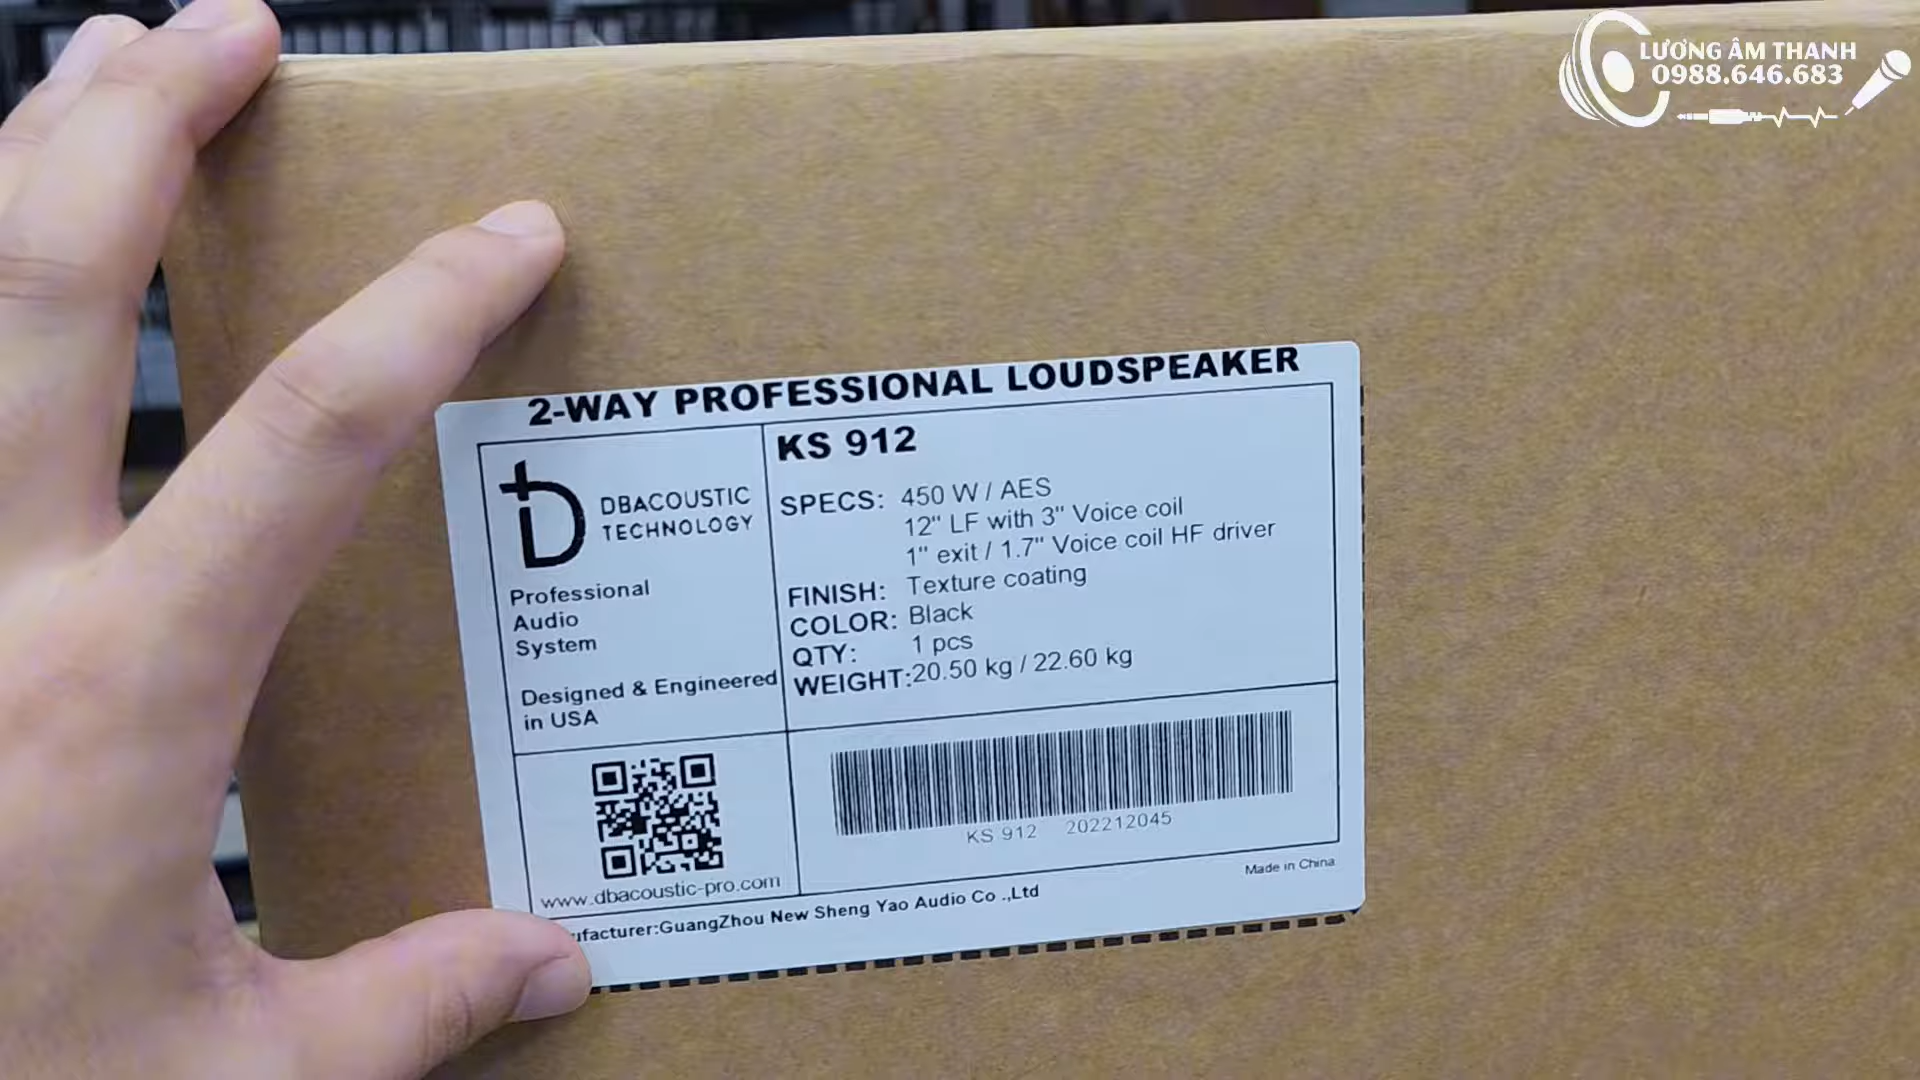 LƯƠNG ÂM THANH
0988.646.683
2-WAY PROFESSIONAL LOUDSPEAKER
DBACOUSTIC
TECHNOLOGY
Professional
Audio
System
Designed & Engineered
in USA
KS 912
SPECS: 450 W / AES
12" LF with 3" Voice coil
1" exit / 1.7" Voice coil HF driver
FINISH: Texture coating
COLOR: Black
QTY: 1 pcs
WEIGHT:20.50 kg / 22.60 kg
www.dbacoustic-pro.com
KS 912 202212045
Made in China
ufacturer:GuangZhou New Sheng Yao Audio Co .,Ltd